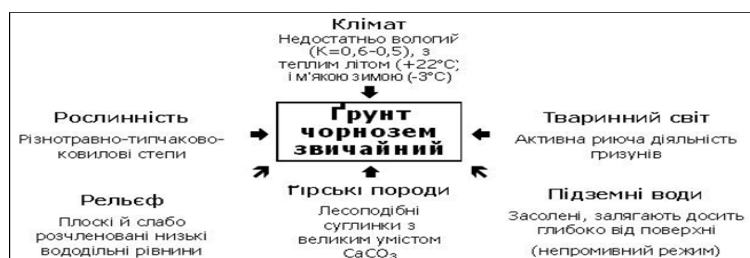 Клімат
Недостатньо вологий
(К=0,6-0,5), з
теплим літом (+22°С)
і м'якою зимою (-3°С)
Рослинність
Різнотравно-типчаково-
ковилові степи
Ґрунт
чорнозем
звичайний
Тваринний світ
Активна риюча діяльність
гризунів
Рельєф
Плоскі й слабо
розчленовані низькі
вододільні рівнини
Гірські породи
Лесоподібні
суглинки з
великим умістом
CaCO₃
Підземні води
Засолені, залягають досить
глибоко від поверхні
(непромивний режим)